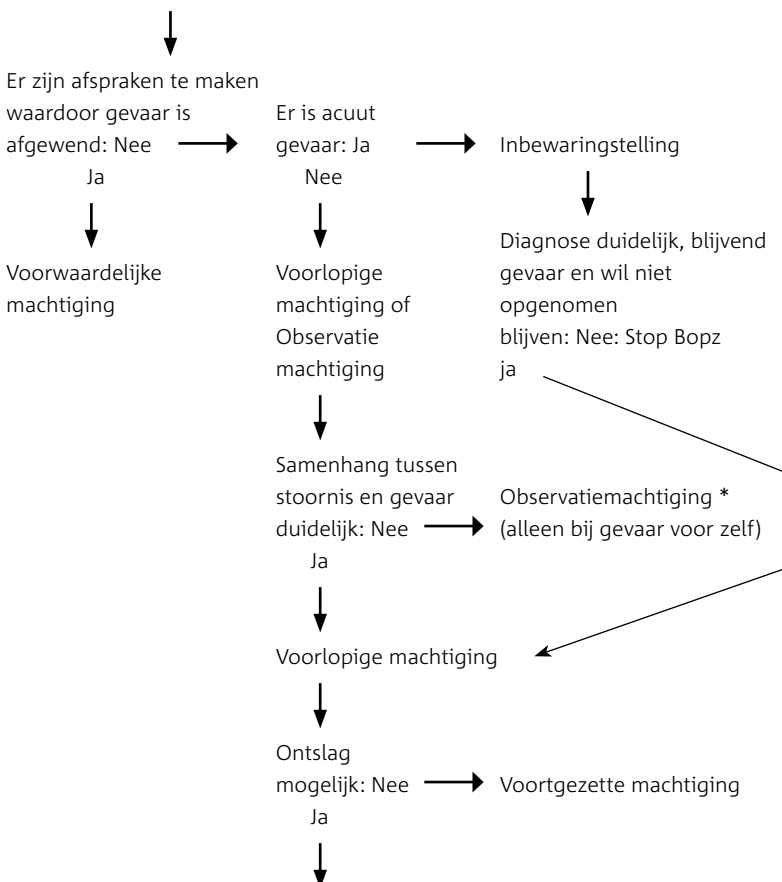 Er zijn afspraken te maken
waardoor gevaar is
afgewend: Nee
Ja
Voorwaardelijke
machtiging
Er is acuut
gevaar: Ja
Nee
Inbewaringstelling
Diagnose duidelijk, blijvend
gevaar en wil niet
opgenomen
blijven: Nee: Stop Bopz
ja
Voorlopige
machtiging of
Observatie
machtiging
Samenhang tussen
stoornis en gevaar
duidelijk: Nee
Ja
Observatiemachtiging *
(alleen bij gevaar voor zelf)
Voorlopige machtiging
Ontslag
mogelijk: Nee
Ja
Voortgezette machtiging